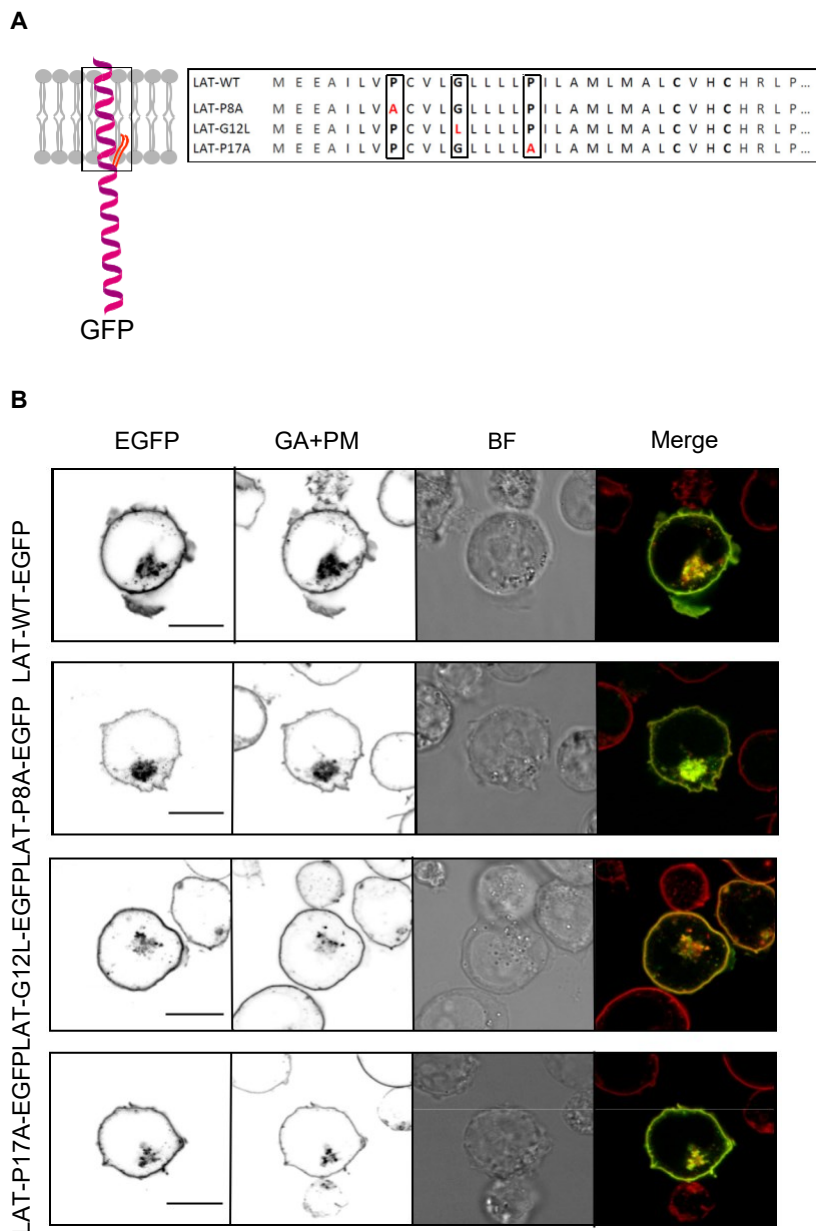 A
LAT-WT M E E A I L V P C V L G L L L L P I L A M L M A L C V H C H R L P ...
LAT-P8A M E E A I L V A C V L G L L L L P I L A M L M A L C V H C H R L P ...
LAT-G12L M E E A I L V P C V L L L L L L P I L A M L M A L C V H C H R L P ...
LAT-P17A M E E A I L V P C V L G L L L L A I L A M L M A L C V H C H R L P ...
GFP
B
EGFP GA+PM BF Merge
LAT-WT-EGFP
LAT-P8A-EGFP
LAT-G12L-EGFP
LAT-P17A-EGFP